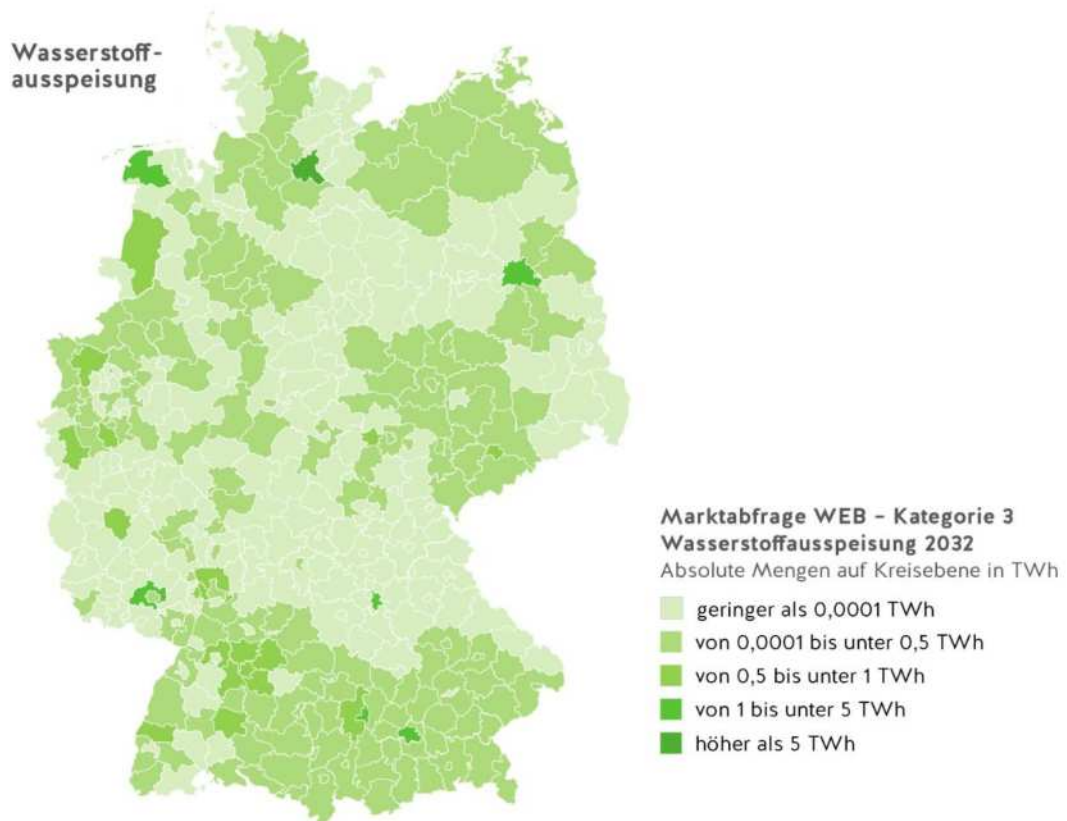 Wasserstoff-
ausspeisung
Marktabfrage WEB – Kategorie 3
Wasserstoffausspeisung 2032
Absolute Mengen auf Kreisebene in TWh
geringer als 0,0001 TWh
von 0,0001 bis unter 0,5 TWh
von 0,5 bis unter 1 TWh
von 1 bis unter 5 TWh
höher als 5 TWh